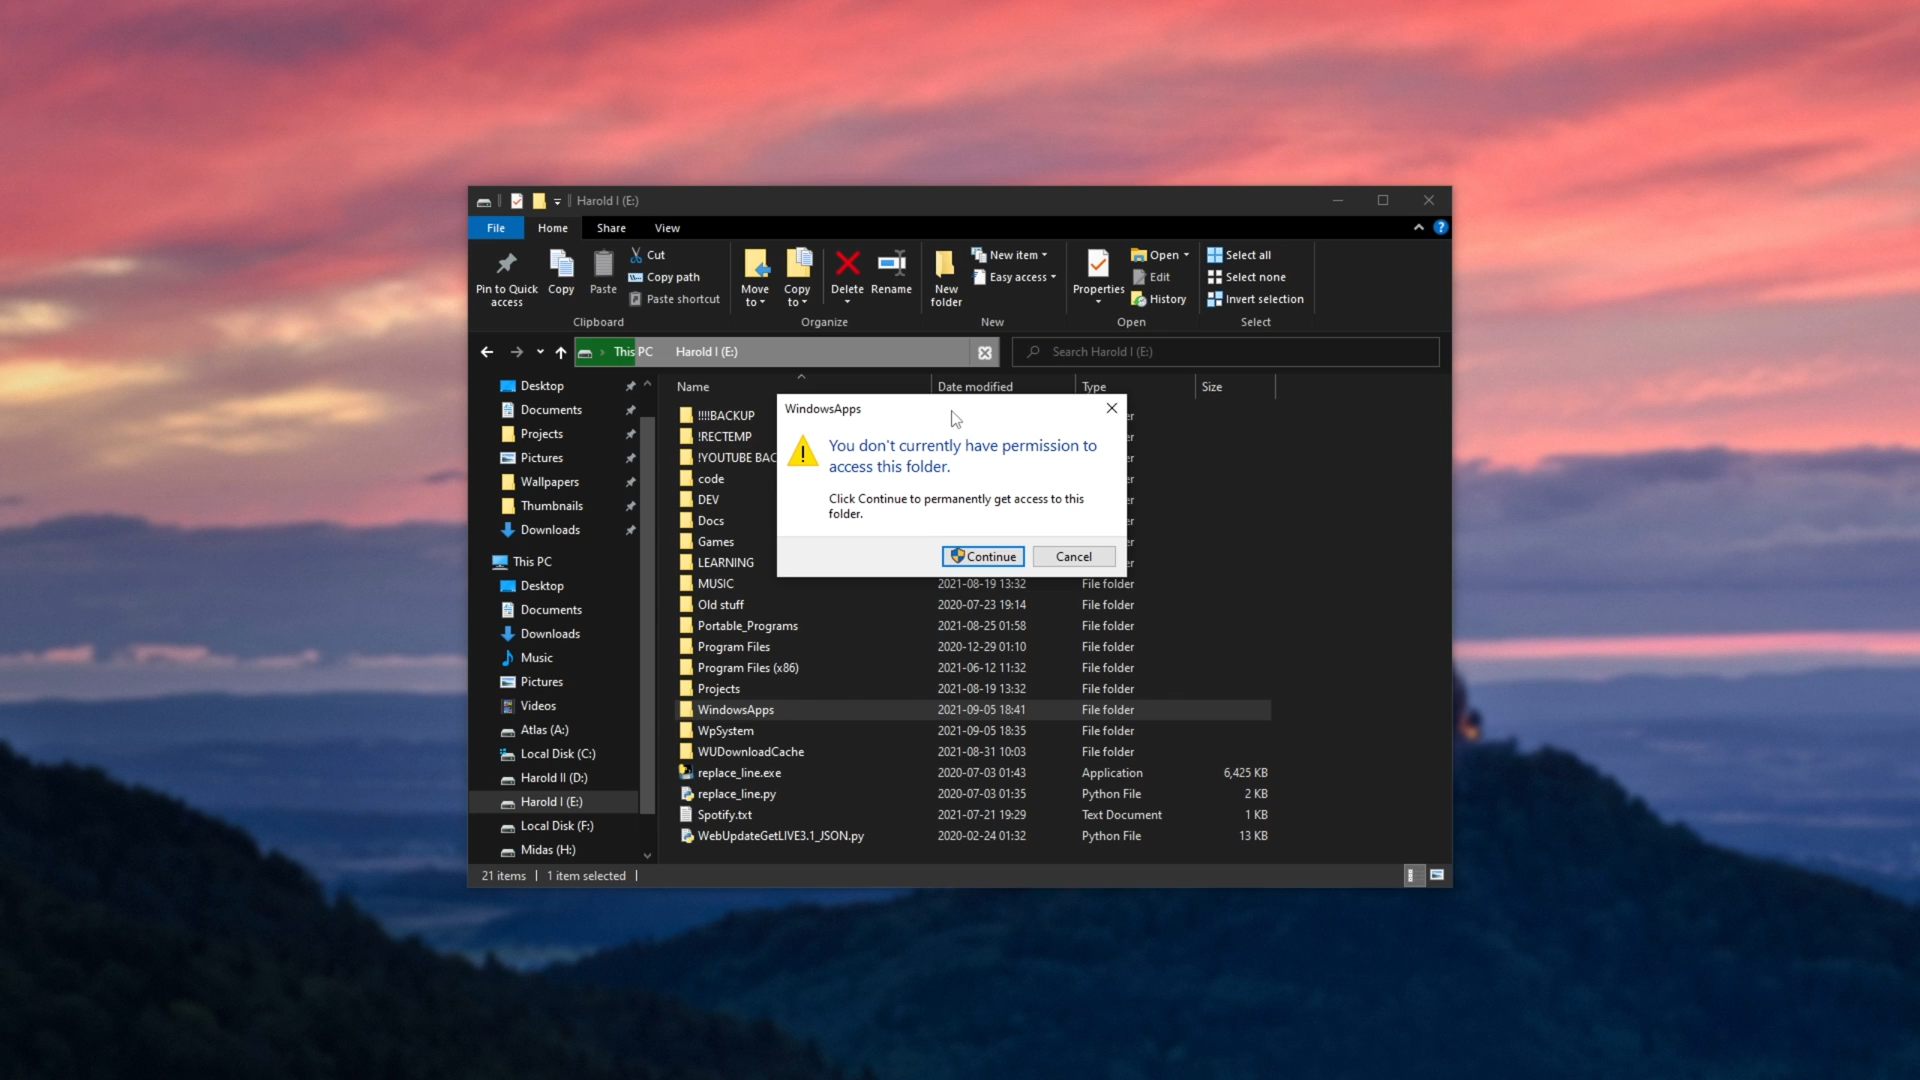 Harold I (E:)
File Home Share View
Pin to Quick access
Copy
Paste
Cut
Copy path
Paste shortcut
Clipboard
Move to
Copy to
Delete
Rename
Organize
New folder
New item
Easy access
New
Properties
Open
Edit
History
Open
Select all
Select none
Invert selection
Select
This PC Harold I (E:)
Search Harold I (E:)
Desktop
Documents
Projects
Pictures
Wallpapers
Thumbnails
Downloads
This PC
Desktop
Documents
Downloads
Music
Pictures
Videos
Atlas (A:)
Local Disk (C:)
Harold II (D:)
Harold I (E:)
Local Disk (F:)
Midas (H:)
Name Date modified Type Size
!!!!BACKUP
!RECTEMP
!YOUTUBE BAC
code
DEV
Docs
Games
LEARNING
MUSIC 2021-08-19 13:32 File folder
Old stuff 2020-07-23 19:14 File folder
Portable_Programs 2021-08-25 01:58 File folder
Program Files 2020-12-29 01:10 File folder
Program Files (x86) 2021-06-12 11:32 File folder
Projects 2021-08-19 13:32 File folder
WindowsApps 2021-09-05 18:41 File folder
WpSystem 2021-09-05 18:35 File folder
WUDownloadCache 2021-08-31 10:03 File folder
replace_line.exe 2020-07-03 01:43 Application 6,425 KB
replace_line.py 2020-07-03 01:35 Python File 2 KB
Spotify.txt 2021-07-21 19:29 Text Document 1 KB
WebUpdateGetLIVE3.1_JSON.py 2020-02-24 01:32 Python File 13 KB
WindowsApps
You don't currently have permission to
access this folder.
Click Continue to permanently get access to this
folder.
Continue Cancel
21 items 1 item selected